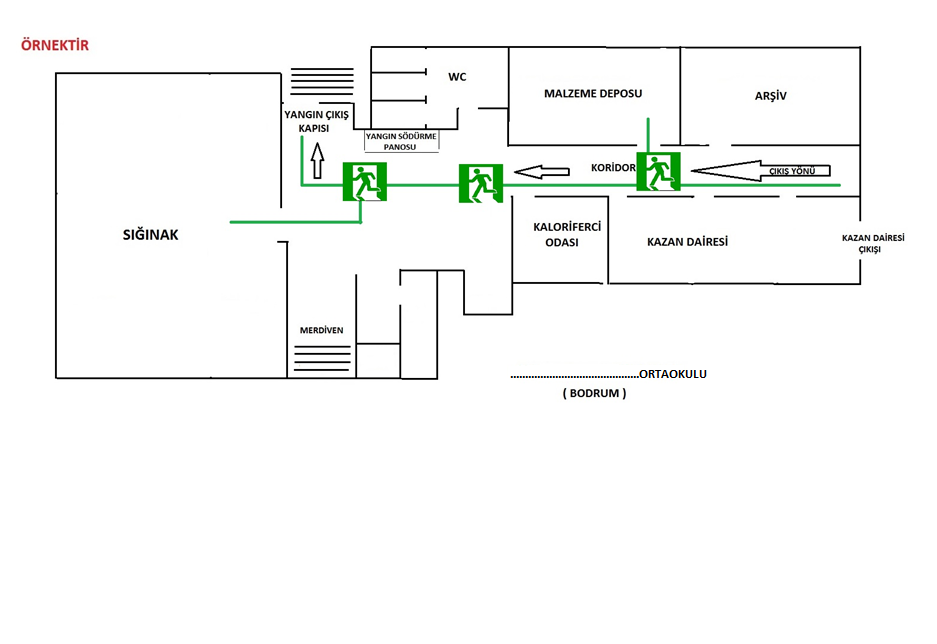 ÖRNEKTİR
WC
MALZEME DEPOSU
ARŞİV
YANGIN ÇIKIŞ
KAPISI
YANGIN SÖDÜRME
PANOSU
KORİDOR
ÇIKIŞ YÖNÜ
SIĞINAK
KALORİFERCİ
ODASI
KAZAN DAİRESİ
KAZAN DAİRESİ
ÇIKIŞI
MERDİVEN
...........................................ORTAOKULU
( BODRUM )